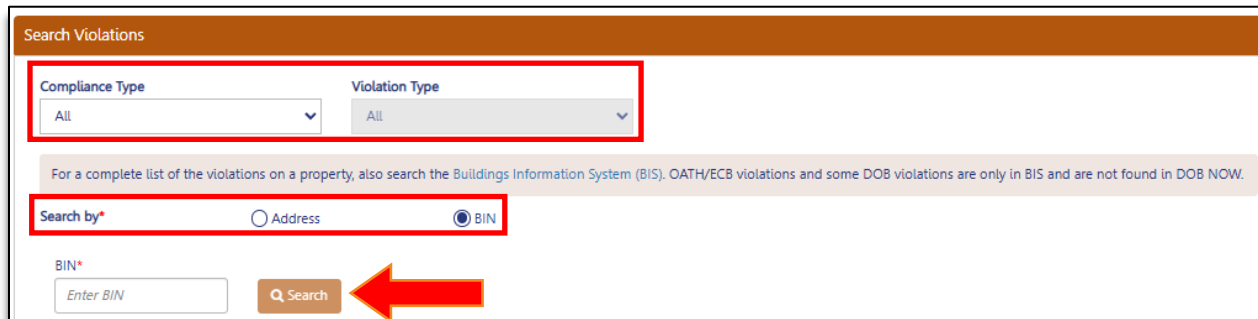 Search Violations
Compliance Type Violation Type
All All
For a complete list of the violations on a property, also search the Buildings Information System (BIS). OATH/ECB violations and some DOB violations are only in BIS and are not found in DOB NOW.
Search by* Address BIN
BIN*
Enter BIN Search